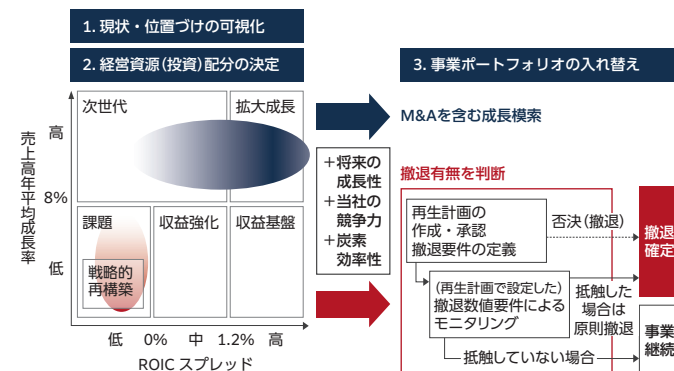 1. 現状・位置づけの可視化
2. 経営資源(投資)配分の決定
3. 事業ポートフォリオの入れ替え
売上高年平均成長率
高
8%
低
次世代
拡大成長
課題
収益強化
収益基盤
戦略的
再構築
低 0% 中 1.2% 高
ROIC スプレッド
+将来の
成長性
+当社の
競争力
+炭素
効率性
M&Aを含む成長模索
撤退有無を判断
再生計画の
作成・承認
撤退要件の定義
否決(撤退)
撤退
確定
(再生計画で設定した)
撤退数値要件による
モニタリング
抵触した
場合は
原則撤退
事業
継続
抵触していない場合